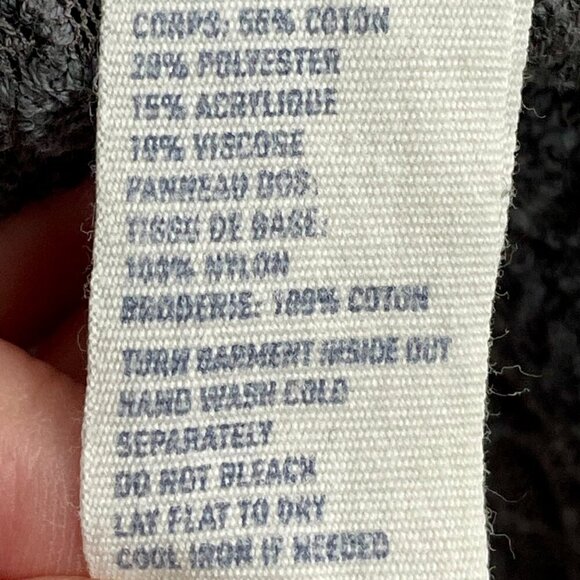 CORPS: 55% COTON
20% POLYESTER
15% ACRYLIQUE
10% VISCOSE
PANNEAU DOS:
TISSU DE BASE:
100% NYLON
BRODERIE: 100% COTON
TURN GARMENT INSIDE OUT
HAND WASH COLD
SEPARATELY
DO NOT BLEACH
LAY FLAT TO DRY
COOL IRON IF NEEDED